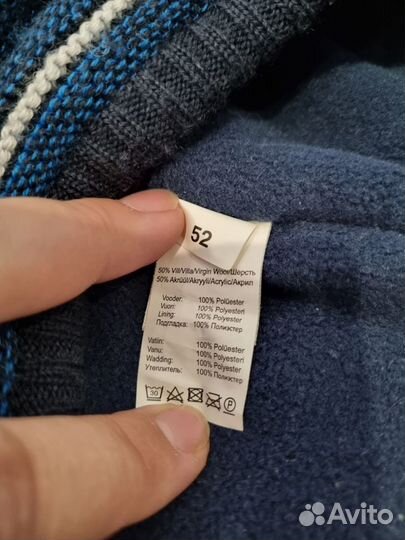 52
50% Vill/Villa/Virgin Wool/Шерсть
50% Akrüül/Akryyli/Acrylic/Акрил
Vooder: 100% Polüester
Vuori: 100% Polyesteri
Lining: 100% Polyester
Подкладка: 100% Полиэстер
Vatiin: 100% Polüester
Vanu: 100% Polyesteri
Wadding: 100% Polyester
Утеплитель: 100% Полиэстер
30
P
Avito